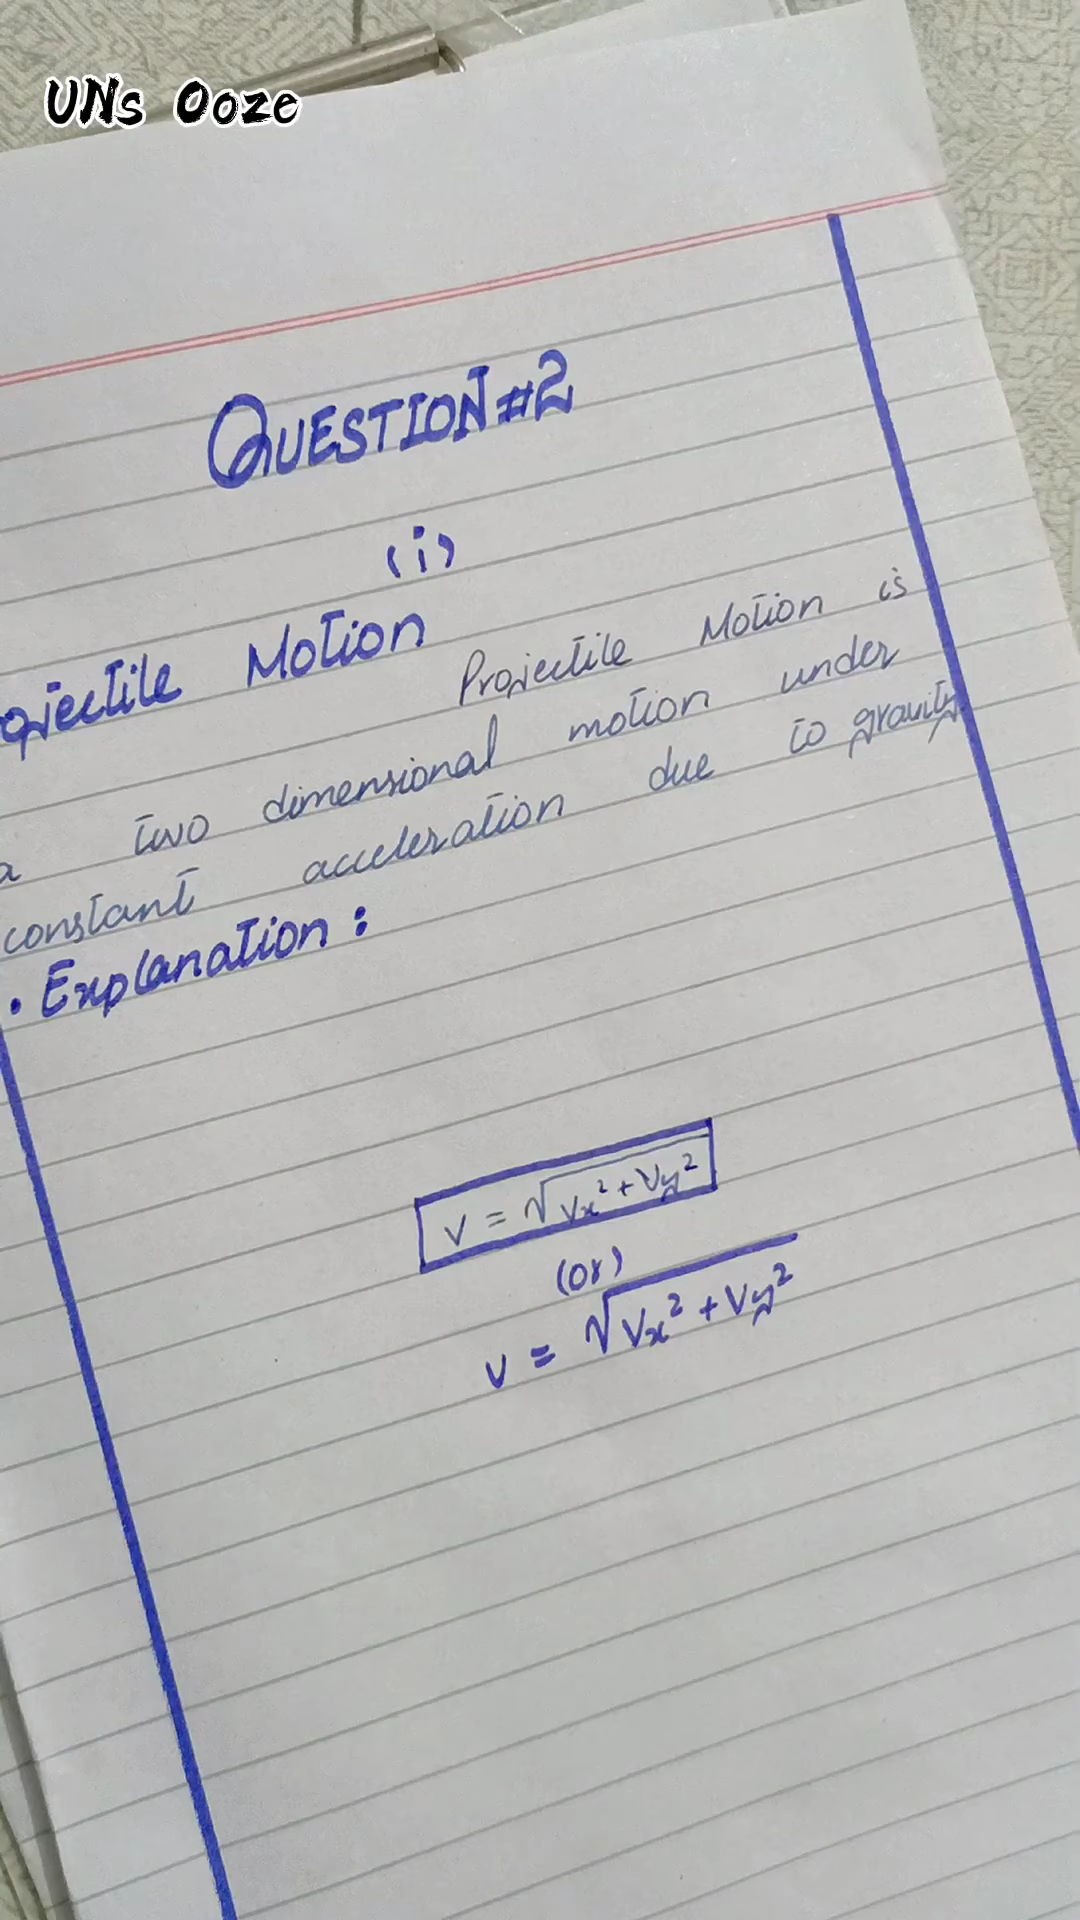 UNs Ooze
QUESTION#2
(i)
ojectile Motion
Projectile Motion is
a two dimensional motion under
constant acceleration due to gravity
• Explanation :
v = √Vx² + Vy²
(or)
v = √Vx² + Vy²